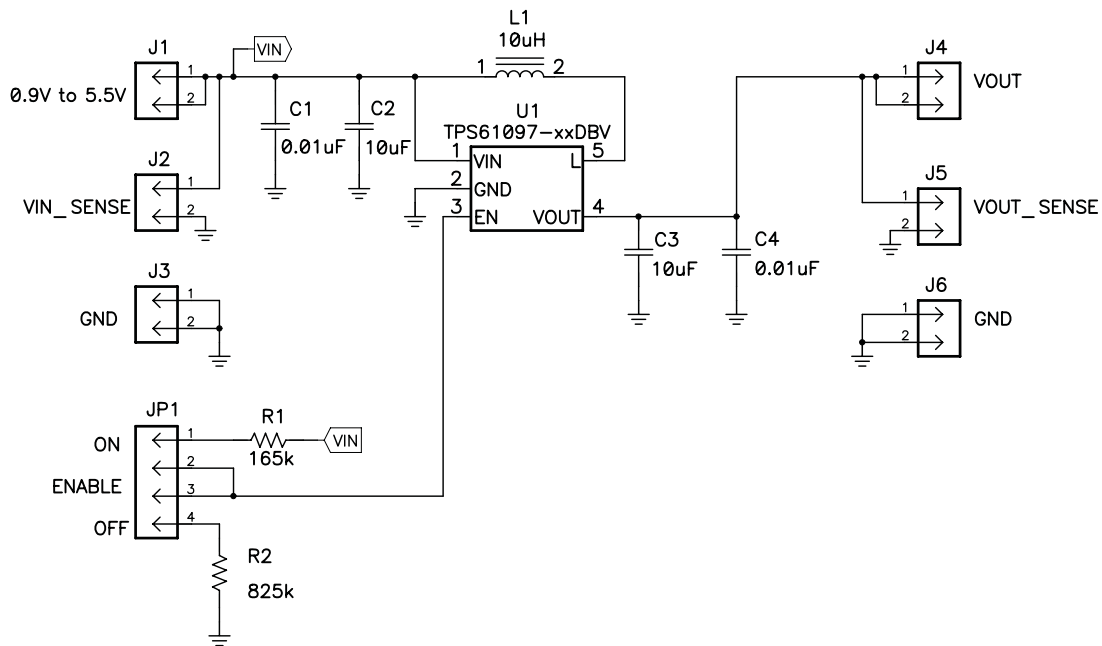 L1
10uH
1 2
J1
VIN
1
2
0.9V to 5.5V
C1
0.01uF
C2
10uF
U1
TPS61097-xxDBV
1 VIN
2 GND
3 EN
L 5
VOUT 4
J4
1
2
VOUT
J2
1
2
VIN_SENSE
J5
1
2
VOUT_SENSE
C3
10uF
C4
0.01uF
J3
1
2
GND
J6
1
2
GND
JP1
ON
1
2
ENABLE
3
OFF
4
R1
165k
VIN
R2
825k